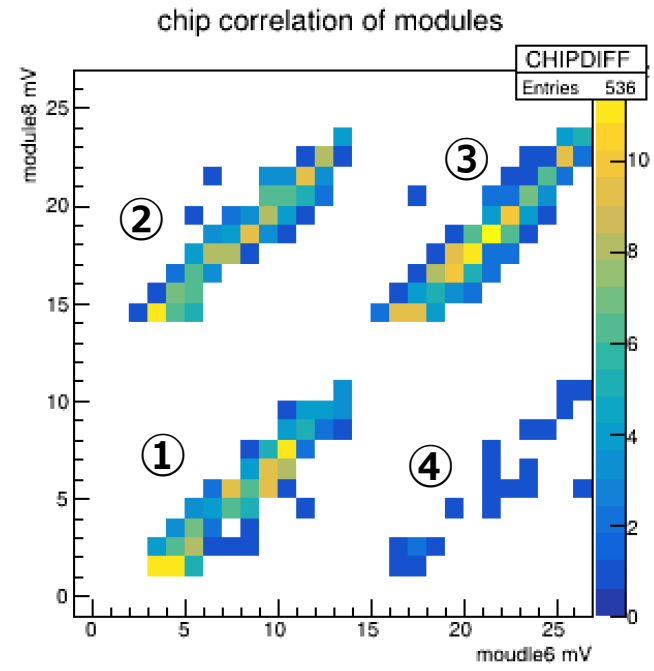 chip correlation of modules
CHIPDIFF
Entries 536
module8 mV
25
20
15
10
5
0
② ③
① ④
10
8
6
4
2
0
0 5 10 15 20 25
moudle6 mV